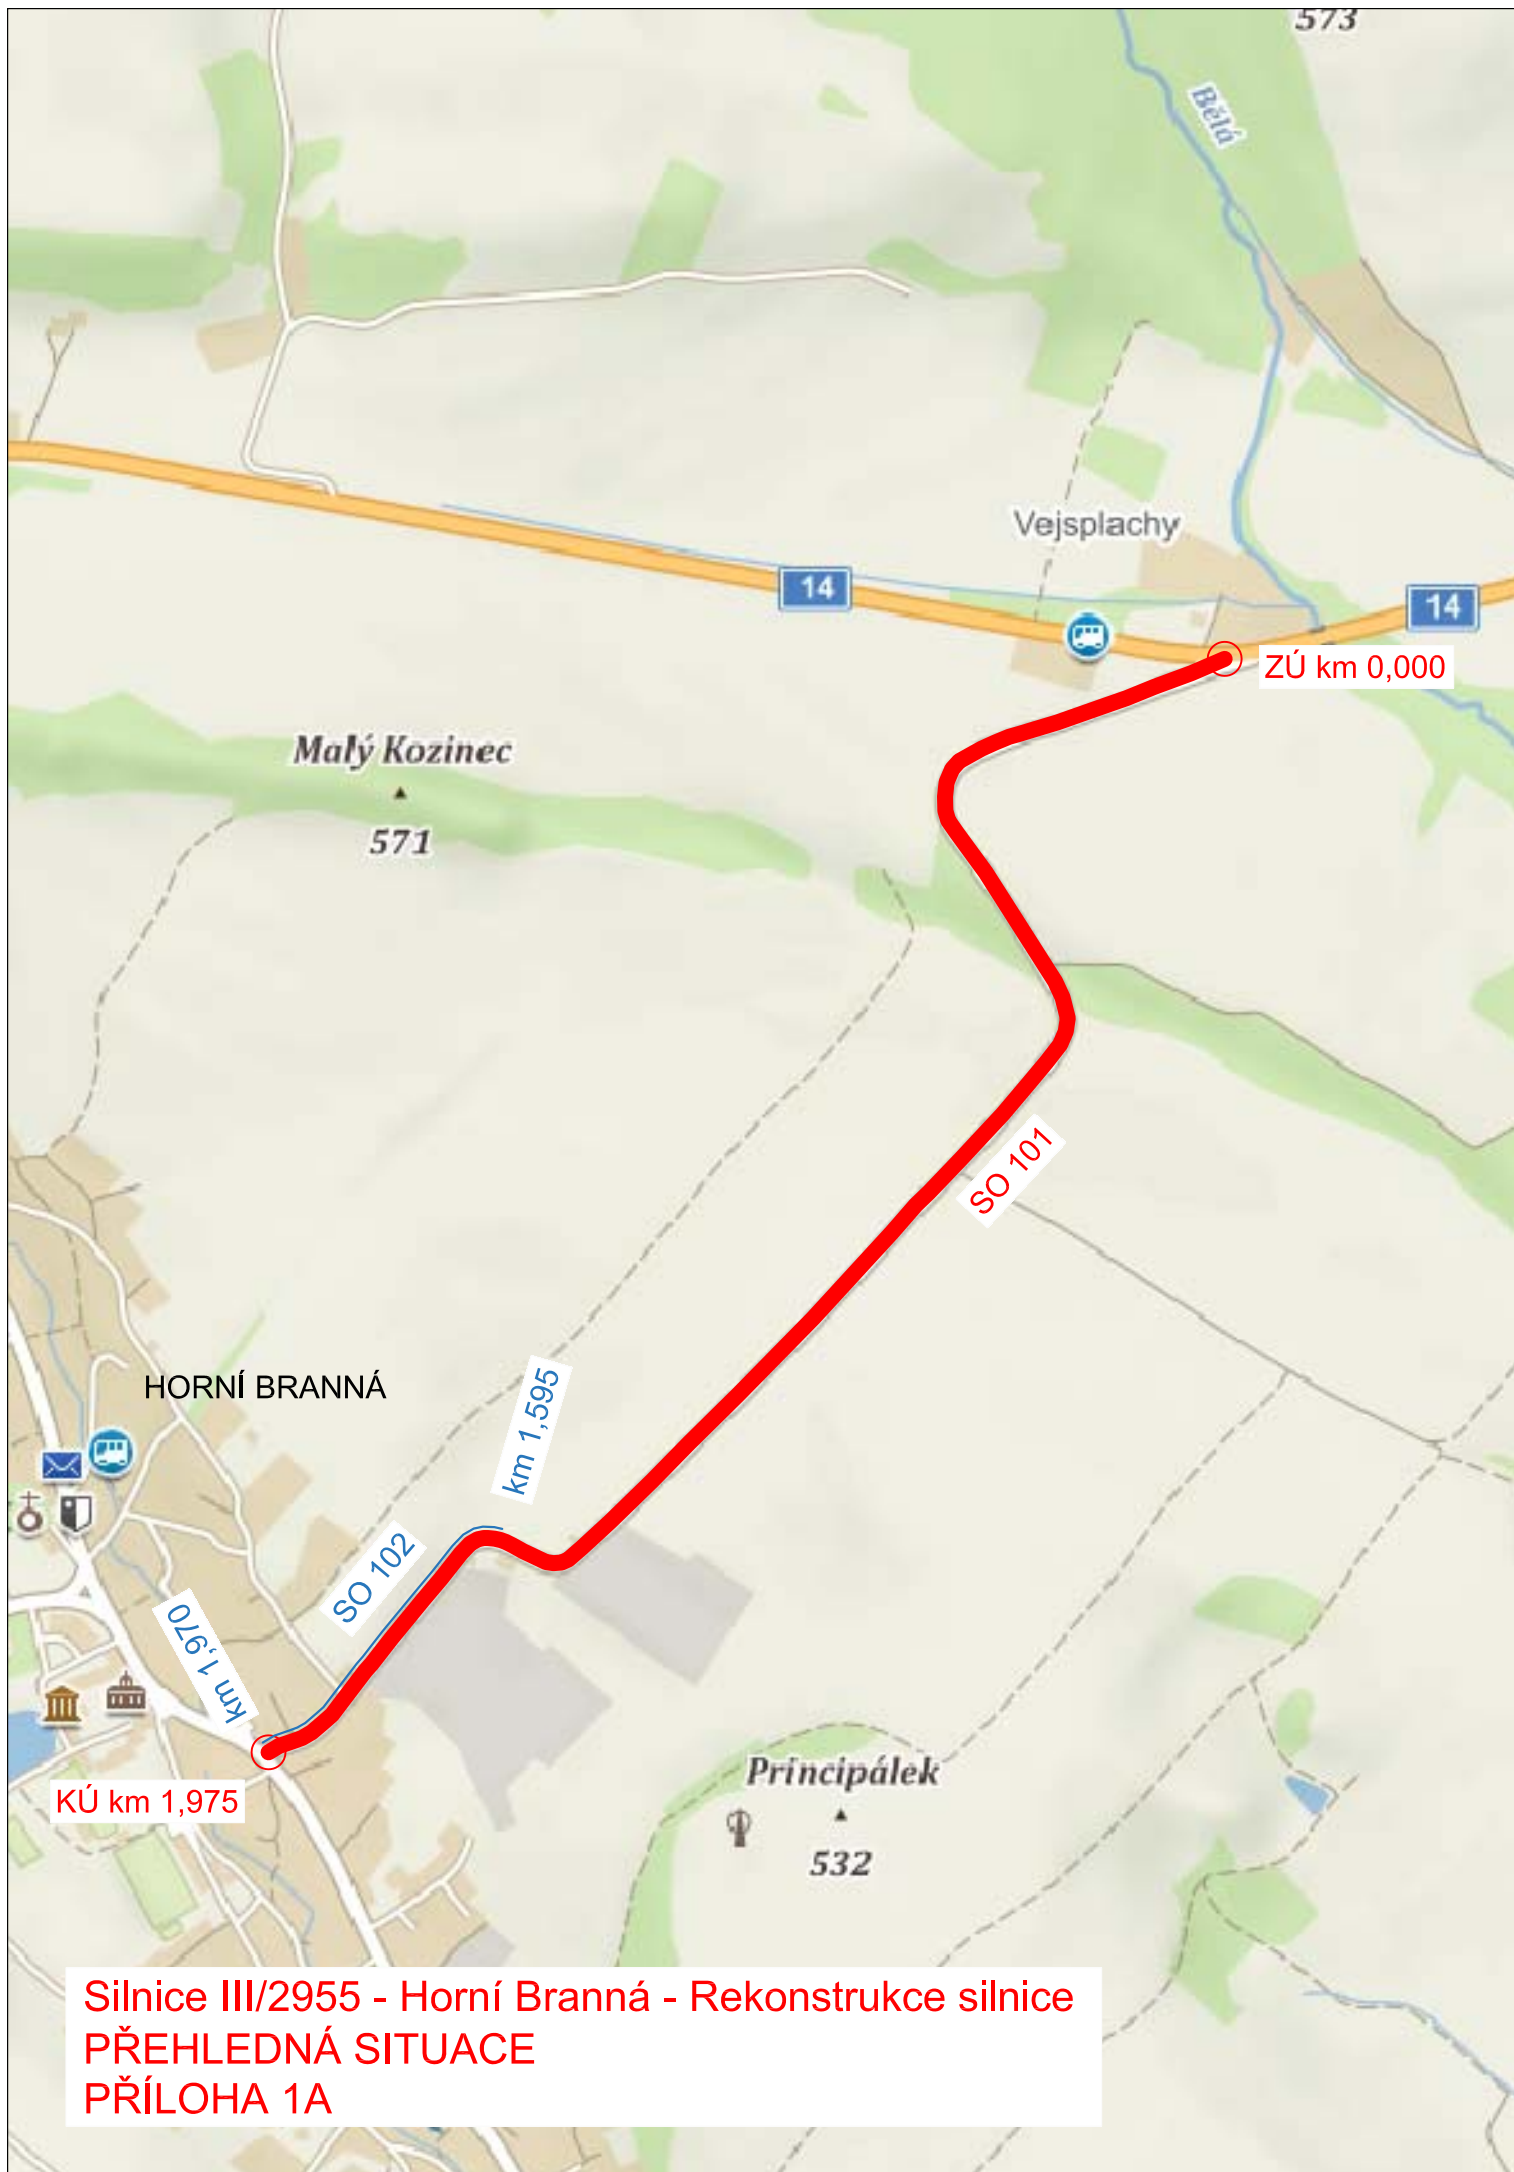 573
Bělá
Vejsplachy
14
14
ZÚ km 0,000
Malý Kozinec
571
SO 101
HORNÍ BRANNÁ
km 1,595
SO 102
km 1,970
KÚ km 1,975
Principálek
532
Silnice III/2955 - Horní Branná - Rekonstrukce silnice
PŘEHLEDNÁ SITUACE
PŘÍLOHA 1A